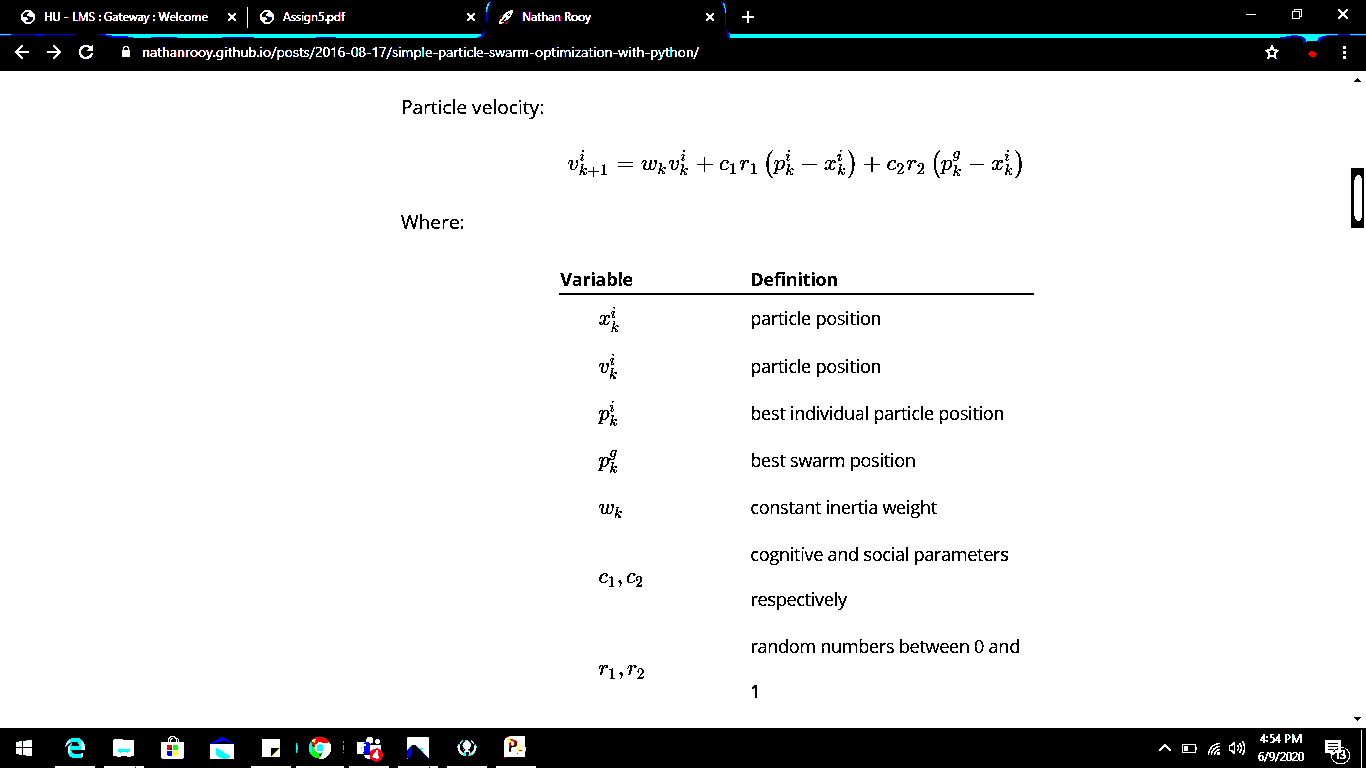 HU - LMS : Gateway : Welcome
Assign5.pdf
Nathan Rooy
nathanrooy.github.io/posts/2016-08-17/simple-particle-swarm-optimization-with-python/
Particle velocity:
v^i_{k+1} = w_k v^i_k + c_1 r_1 (p^i_k − x^i_k) + c_2 r_2 (p^g_k − x^i_k)
Where:
Variable Definition
x^i_k particle position
v^i_k particle position
p^i_k best individual particle position
p^g_k best swarm position
w_k constant inertia weight
c_1, c_2 cognitive and social parameters
respectively
r_1, r_2 random numbers between 0 and
1
4
4:54 PM
6/9/2020
13